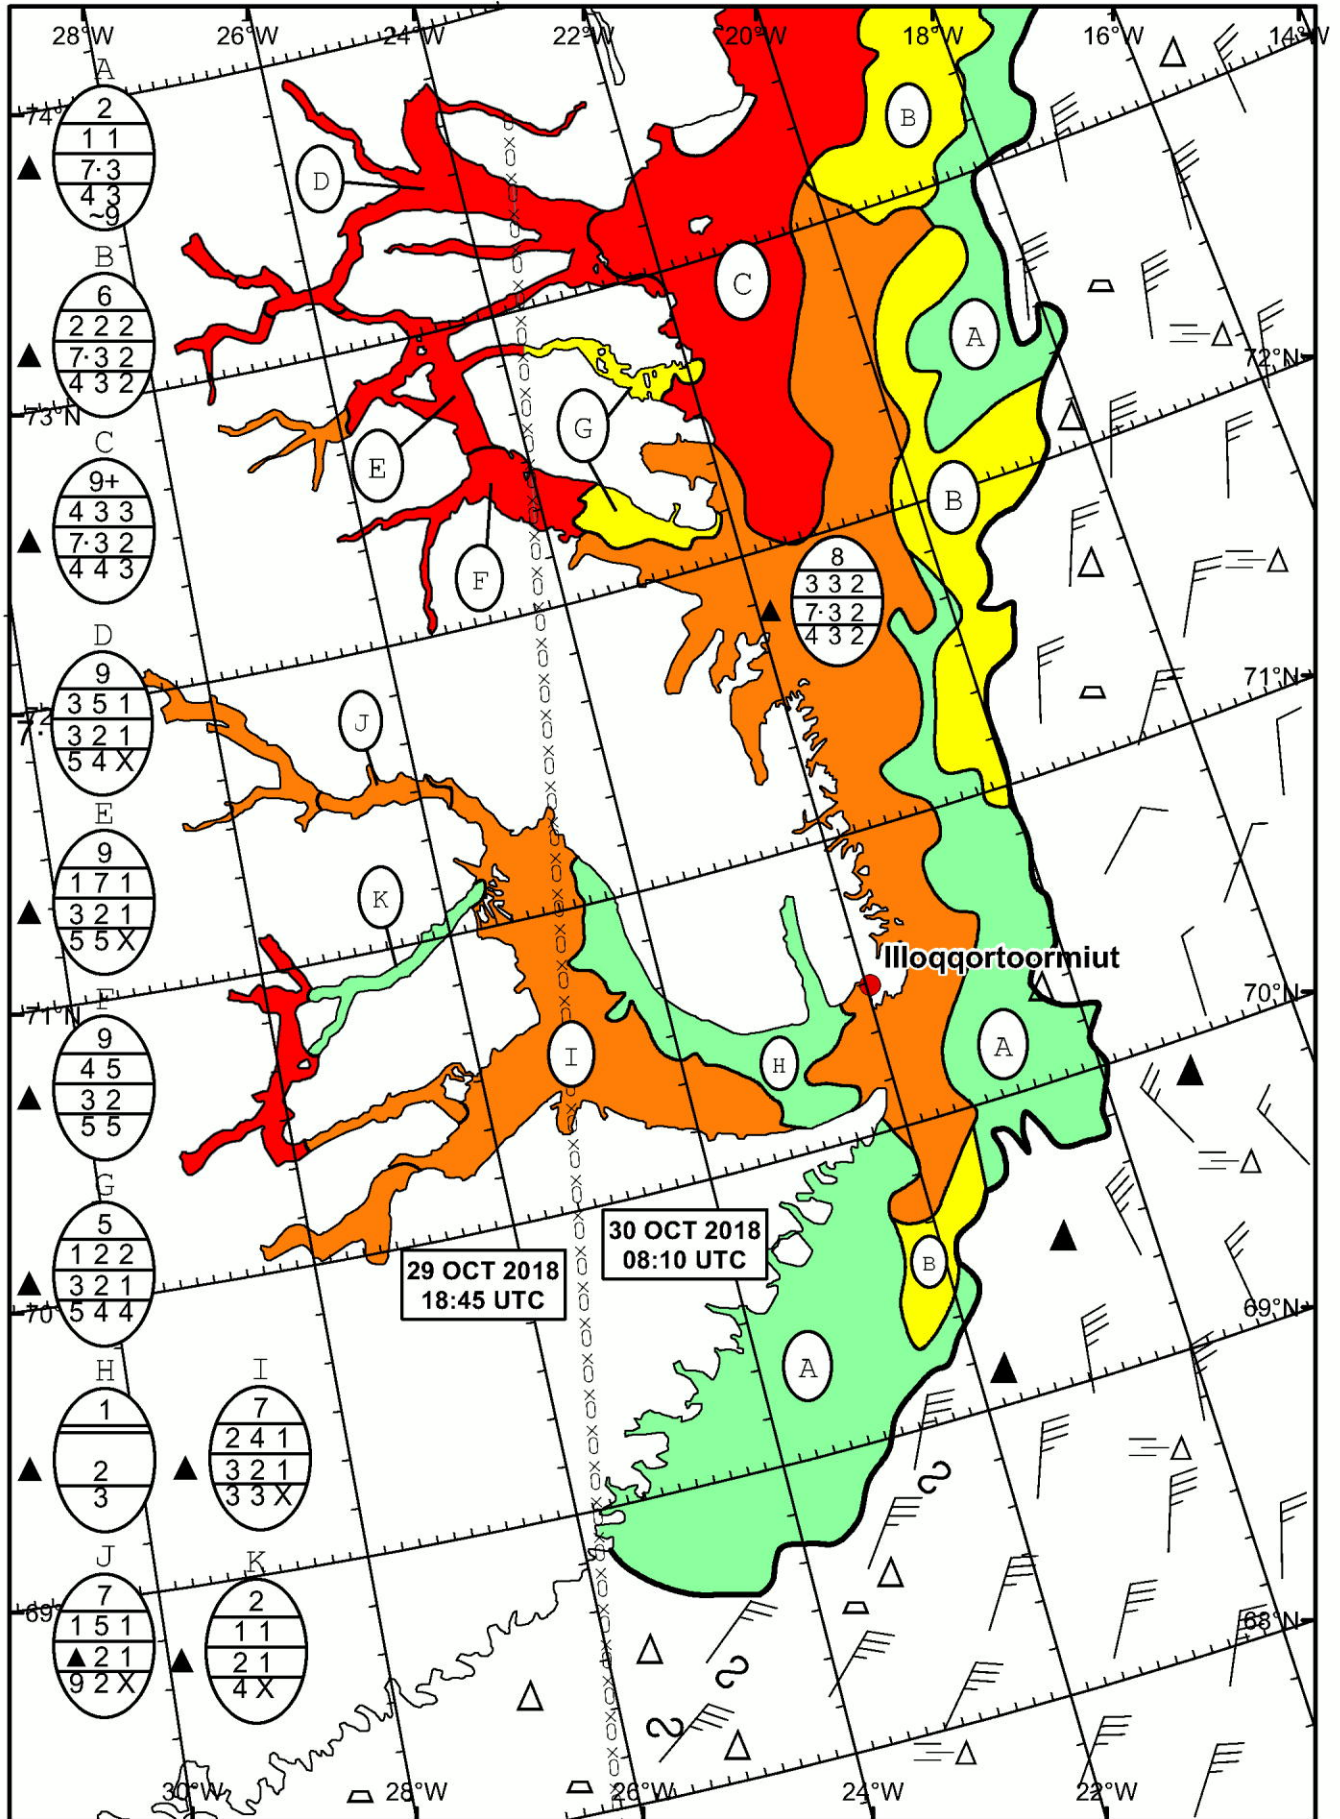 28°W 26°W 24°W 22°W 20°W 18°W 16°W 14°W
A
74°
2
1 1
7· 3
4 3
~9
B
6
2 2 2
7· 3 2
4 3 2
73°N
C
9+
4 3 3
7· 3 2
4 4 3
D
9
3 5 1
3 2 1
5 4 X
72
7·
E
9
1 7 1
3 2 1
5 5 X
F
71°N
9
4 5
3 2
5 5
G
5
1 2 2
3 2 1
5 4 4
70°
H
1
2
3
I
7
2 4 1
3 2 1
3 3 X
J
7
1 5 1
▲ 2 1
9 2 X
69°
K
2
1 1
2 1
4 X
D
B
C
A
72°N
G
E
B
F
8
3 3 2
7· 3 2
4 3 2
71°N
J
K
Illoqqortoormiut
70°N
I
H
A
30 OCT 2018
08:10 UTC
29 OCT 2018
18:45 UTC
B
69°N
A
68°N
30°W 28°W 26°W 24°W 22°W